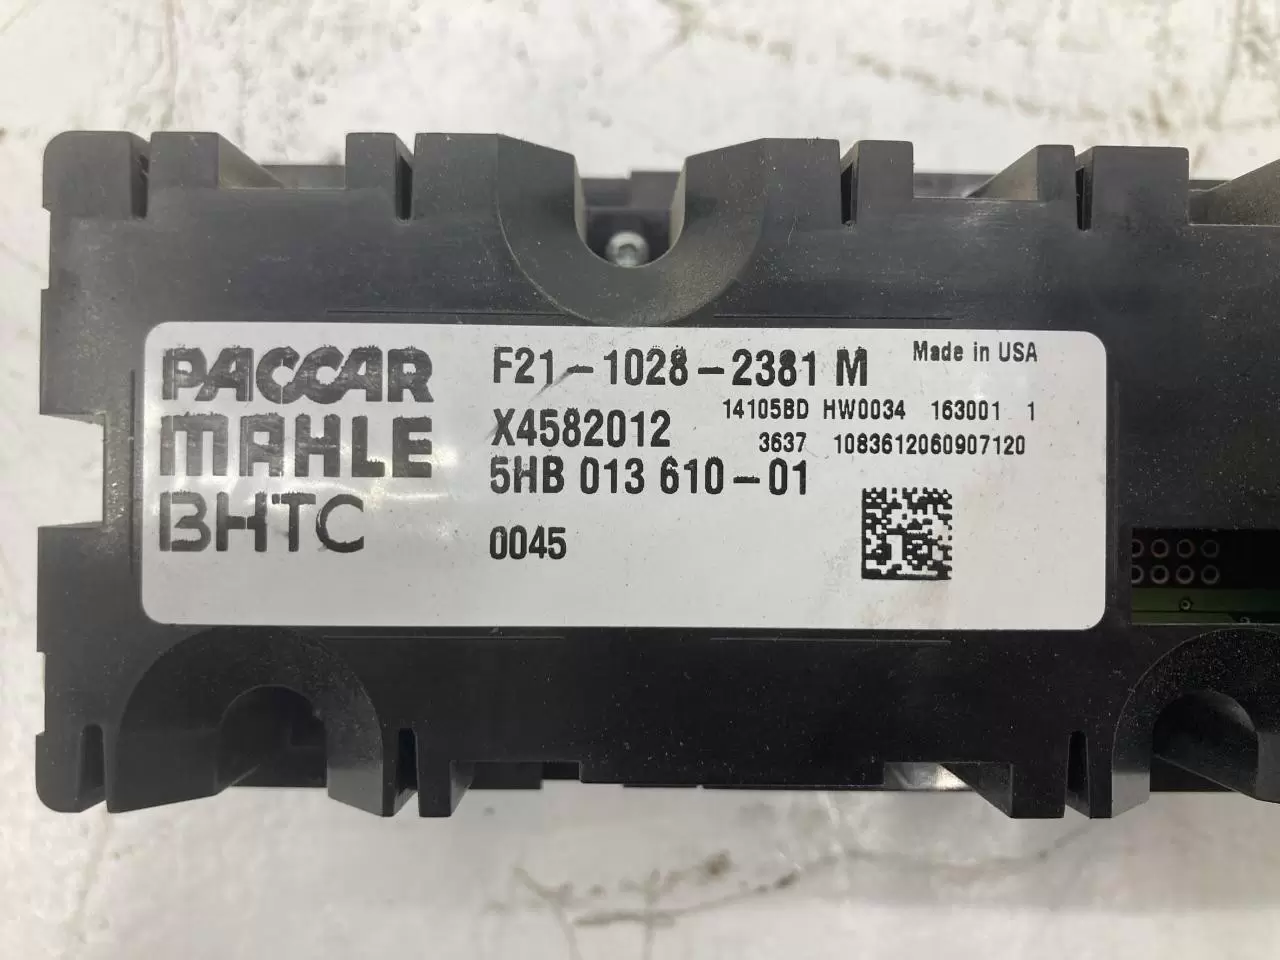 PACCAR
MAHLE
BHTC
F21-1028-2381 M
X4582012
5HB 013 610-01
0045
Made in USA
14105BD HW0034 163001 1
3637 1083612060907120